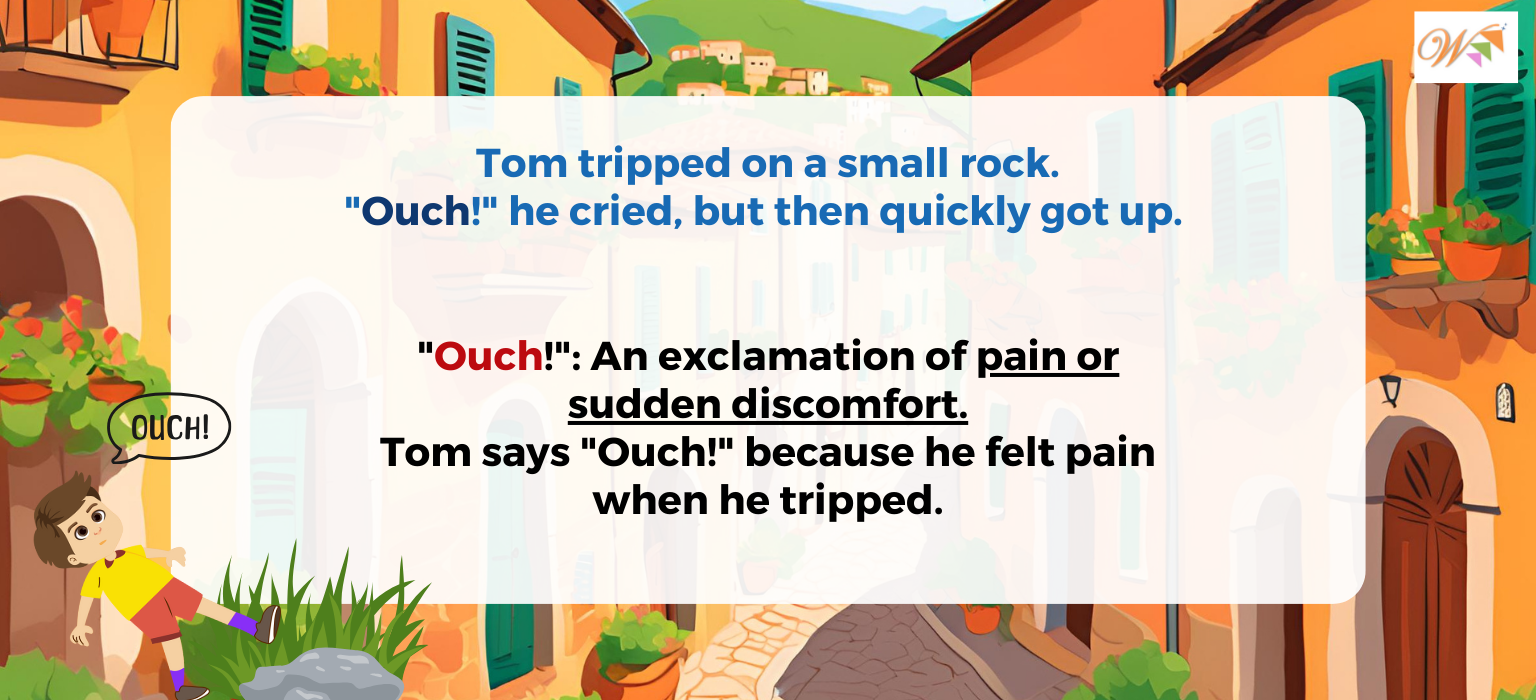 W
Tom tripped on a small rock.
"Ouch!" he cried, but then quickly got up.
"Ouch!": An exclamation of pain or
sudden discomfort.
Tom says "Ouch!" because he felt pain
when he tripped.
OUCH!